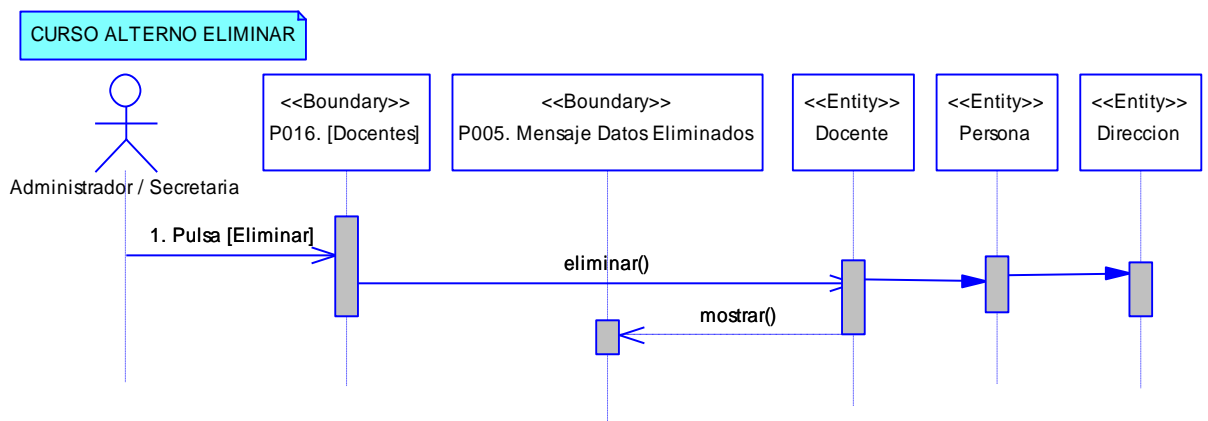 CURSO ALTERNO ELIMINAR
<<Boundary>>
P016. [Docentes]
<<Boundary>>
P005. Mensaje Datos Eliminados
<<Entity>>
Docente
<<Entity>>
Persona
<<Entity>>
Direccion
Administrador / Secretaria
1. Pulsa [Eliminar]
eliminar()
mostrar()